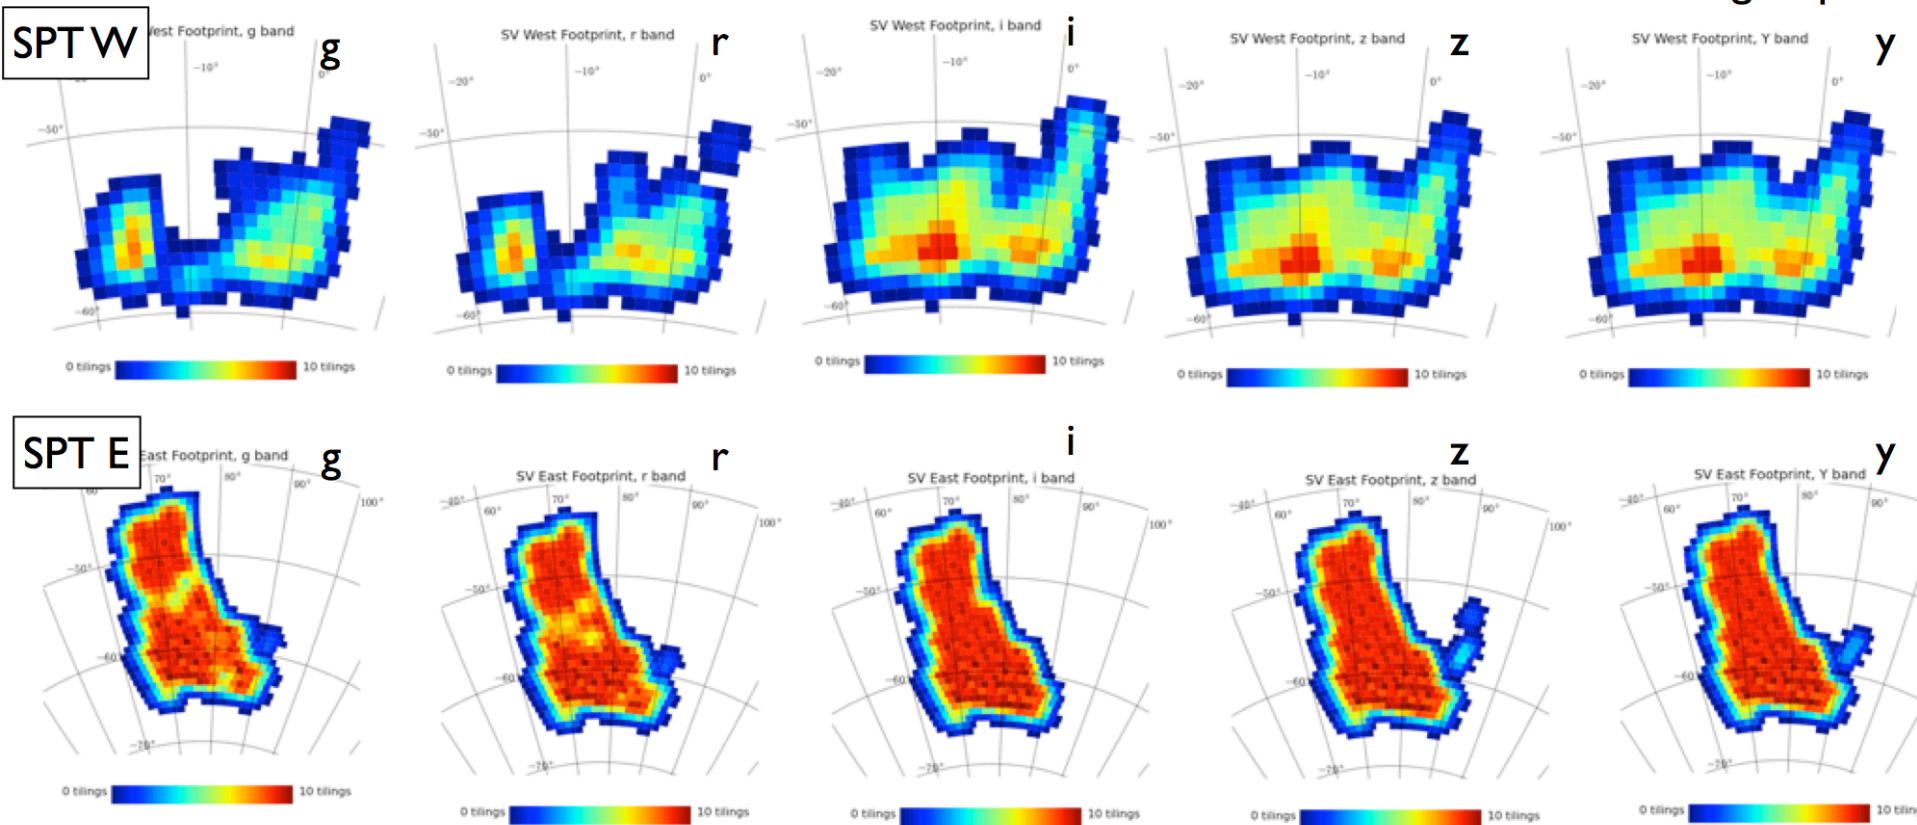 SPT W
West Footprint, g band
g
SV West Footprint, r band
r
SV West Footprint, i band
i
SV West Footprint, z band
z
SV West Footprint, Y band
y
−10°
0°
−50°
−60°
−20°
−10°
0°
−50°
−60°
−20°
−10°
0°
−50°
−60°
−20°
−10°
0°
−50°
−60°
−20°
−10°
0°
−50°
−60°
0 tilings
10 tilings
0 tilings
10 tilings
0 tilings
10 tilings
0 tilings
10 tilings
0 tilings
10 tilings
SPT E
East Footprint, g band
g
SV East Footprint, r band
r
SV East Footprint, i band
i
SV East Footprint, z band
z
SV East Footprint, Y band
y
60°
70°
80°
90°
100°
−50°
−60°
−70°
−40°
60°
70°
80°
90°
100°
−50°
−60°
−70°
−40°
60°
70°
80°
90°
100°
−50°
−60°
−70°
−40°
60°
70°
80°
90°
100°
−50°
−60°
−70°
−40°
60°
70°
80°
90°
−50°
−60°
−70°
0 tilings
10 tilings
0 tilings
10 tilings
0 tilings
10 tilings
0 tilings
10 tilings
0 tilings
10 tilin